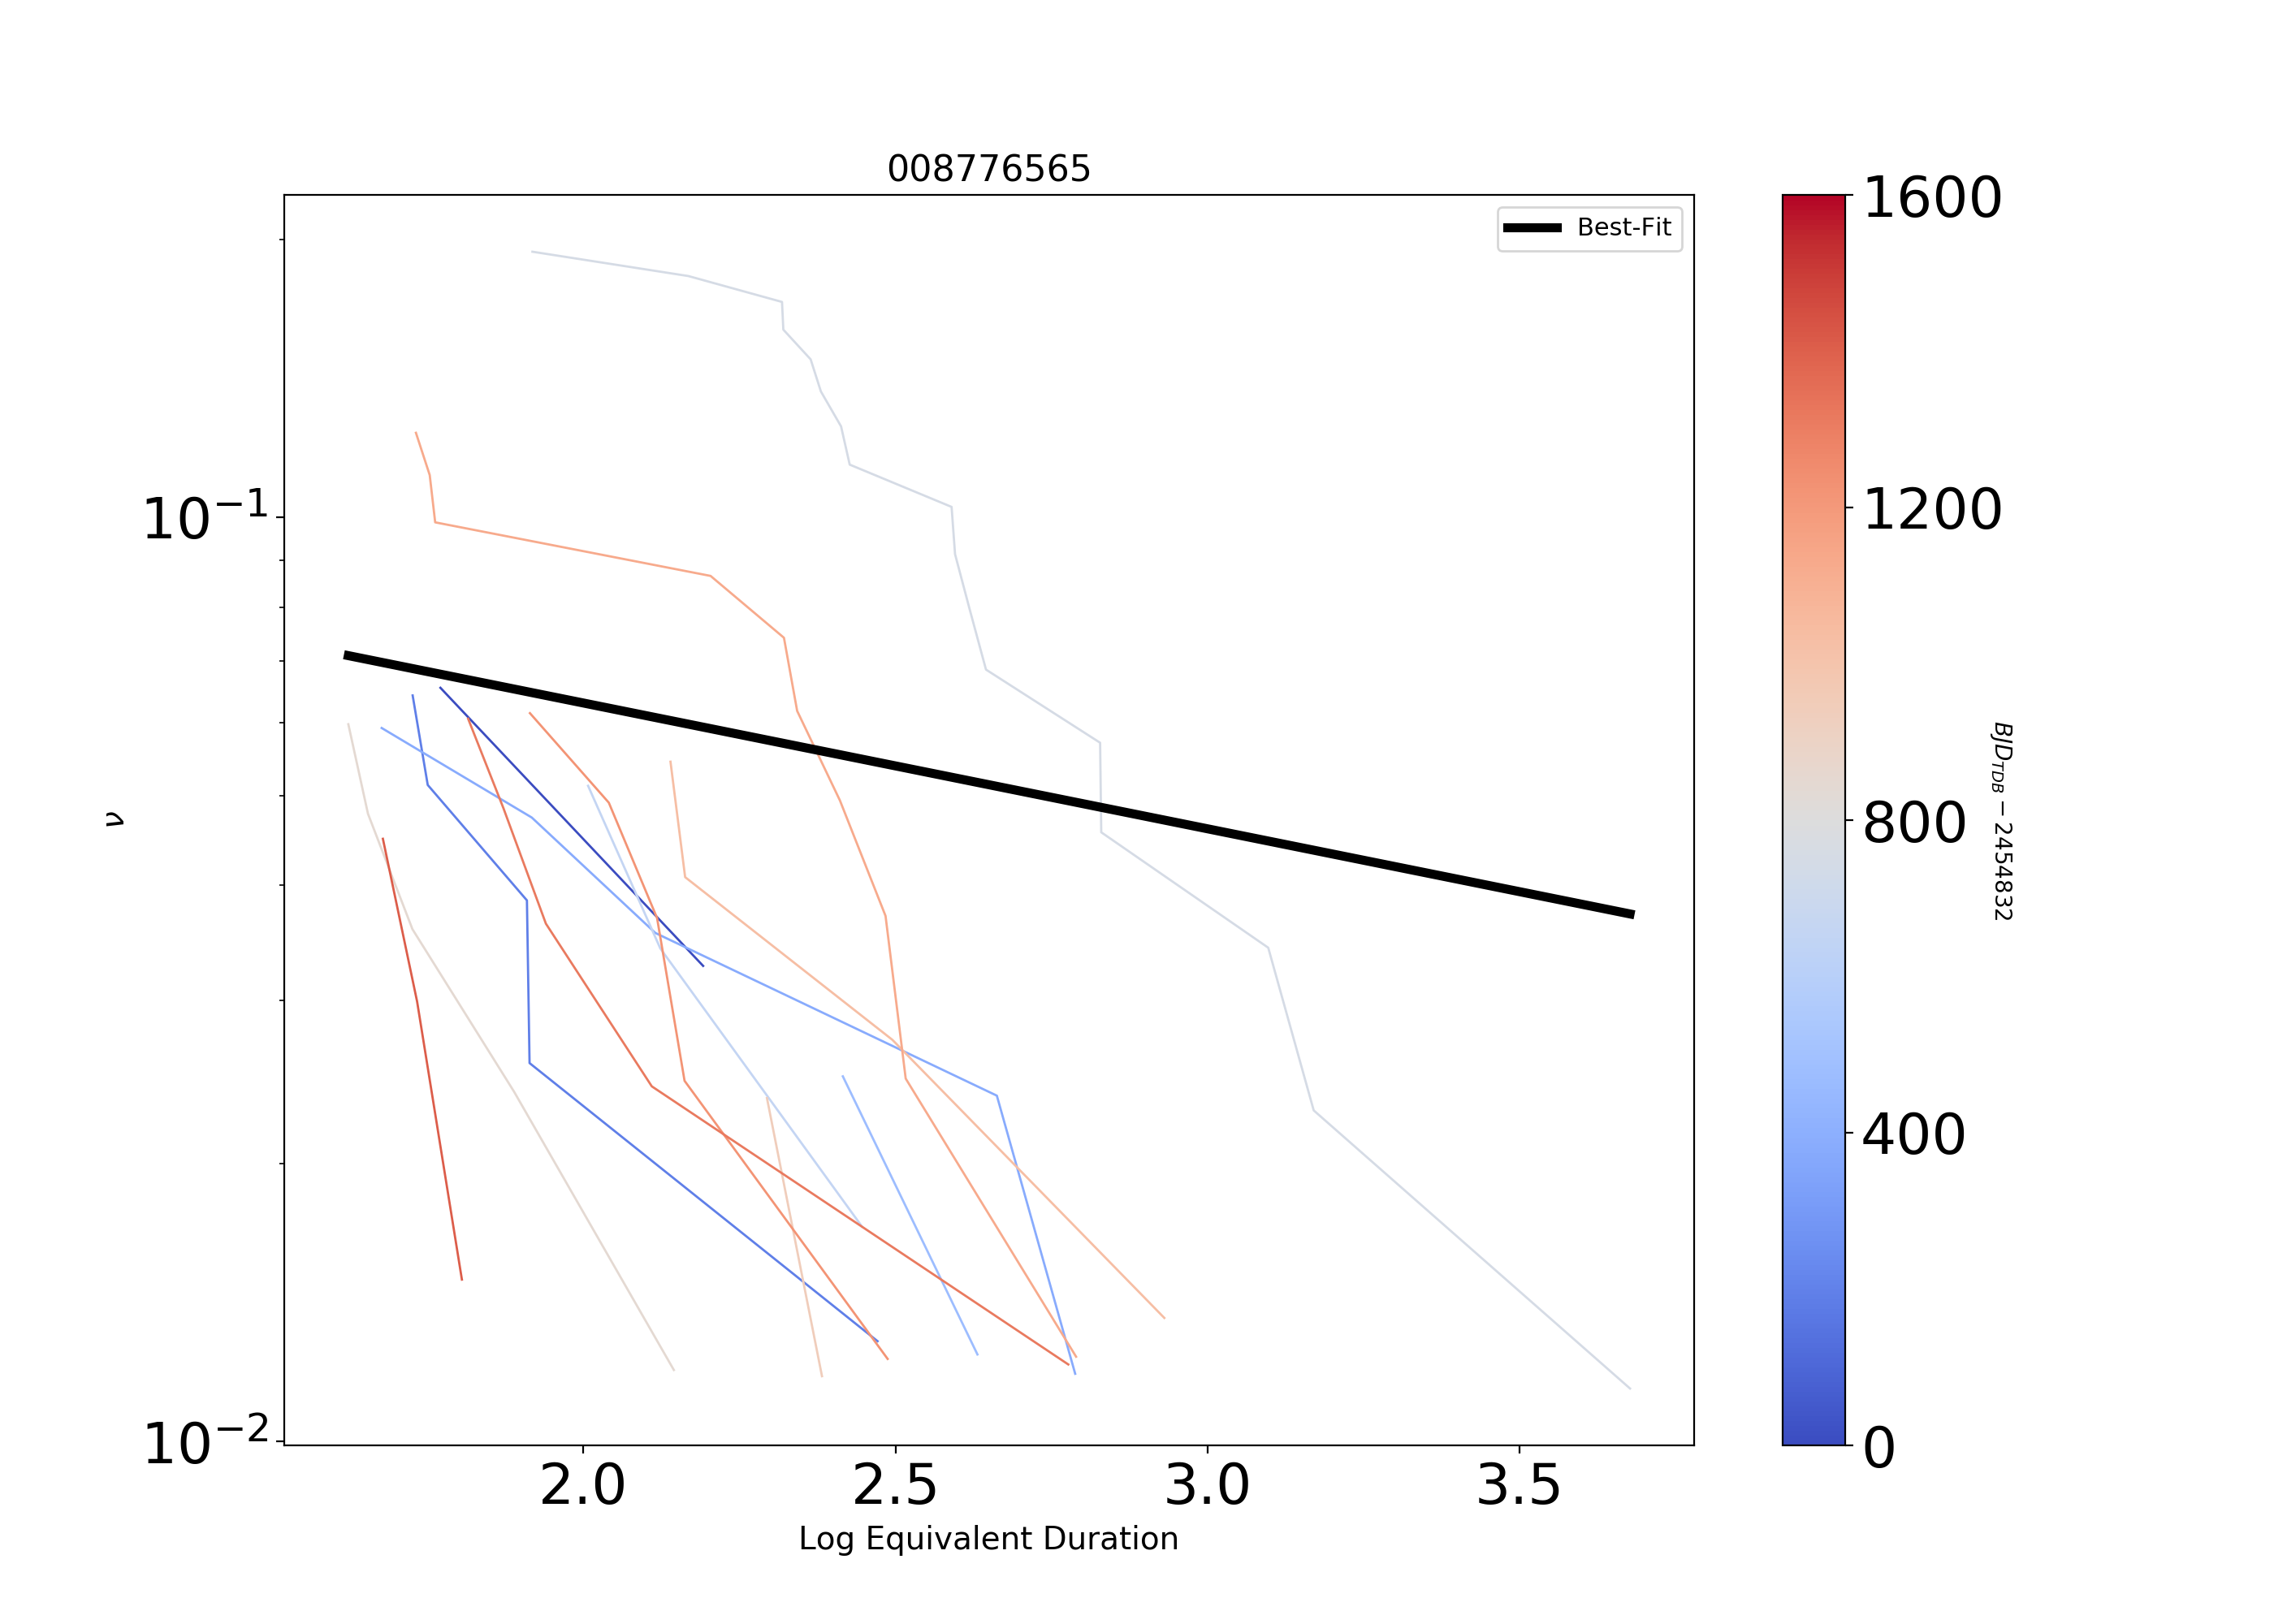 008776565
Best-Fit
10⁻¹
10⁻²
ν
2.0 2.5 3.0 3.5
Log Equivalent Duration
1600
1200
800
400
0
BJD_TDB − 2454832